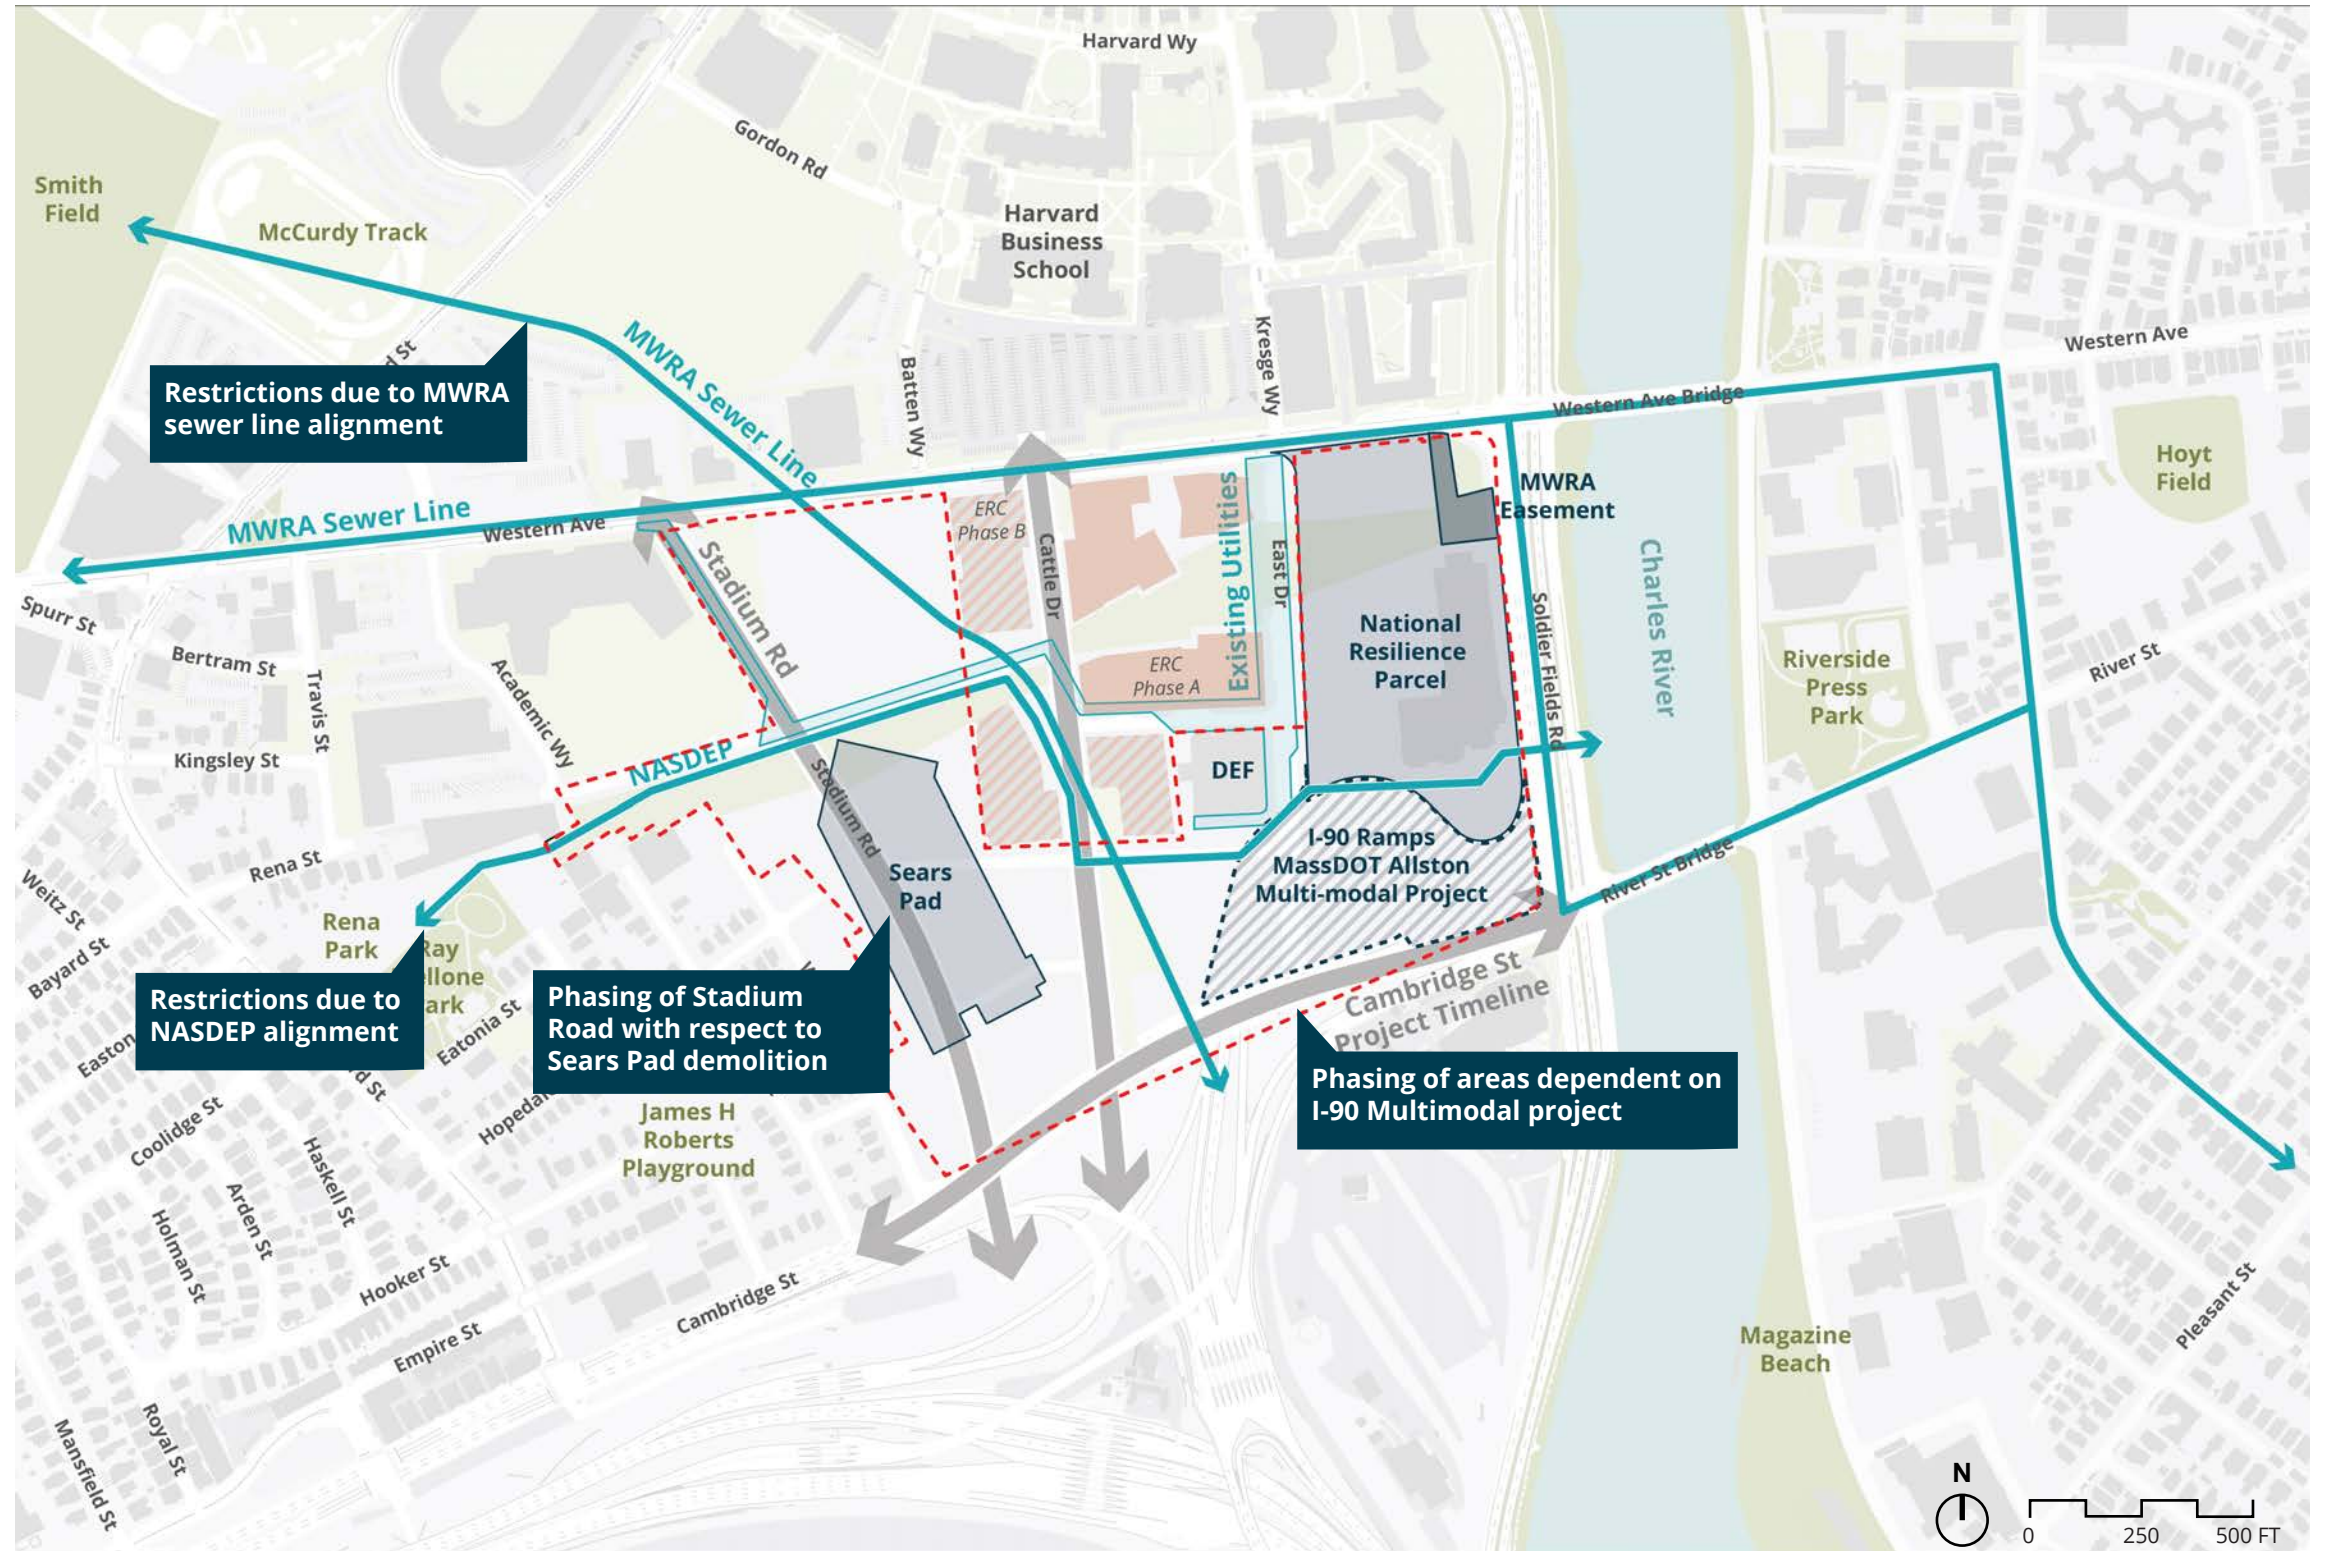 Harvard Wy
Gordon Rd
Smith
Field
McCurdy Track
Harvard
Business
School
MWRA Sewer Line
Kresge Wy
Batten Wy
Western Ave
d St
Restrictions due to MWRA
sewer line alignment
Western Ave Bridge
Hoyt
Field
MWRA Sewer Line
Western Ave
MWRA
Easement
ERC
Phase B
Cattle Dr
Existing Utilities
East Dr
Stadium Rd
Charles River
Soldier Fields Rd
National
Resilience
Parcel
Spurr St
Bertram St
Travis St
Academic Wy
ERC
Phase A
Riverside
Press
Park
River St
Kingsley St
NASDEP
Stadium Rd
DEF
I-90 Ramps
MassDOT Allston
Multi-modal Project
River St Bridge
Rena St
Weitz St
Sears
Pad
Rena
Park
Ray
llone
ark
Bayard St
Easton
Restrictions due to
NASDEP alignment
Eatonia St
d St
W
Phasing of Stadium
Road with respect to
Sears Pad demolition
Cambridge St
Project Timeline
Phasing of areas dependent on
I-90 Multimodal project
Coolidge St
Hopeda
James H
Roberts
Playground
Haskell St
Arden St
Holman St
Hooker St
Cambridge St
Empire St
Magazine
Beach
Pleasant St
Royal St
Mansfield St
N
0 250 500 FT